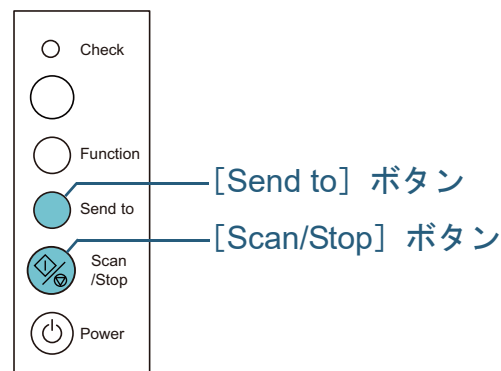 Check
Function
Send to
Scan
/Stop
Power
［Send to］ボタン
［Scan/Stop］ボタン